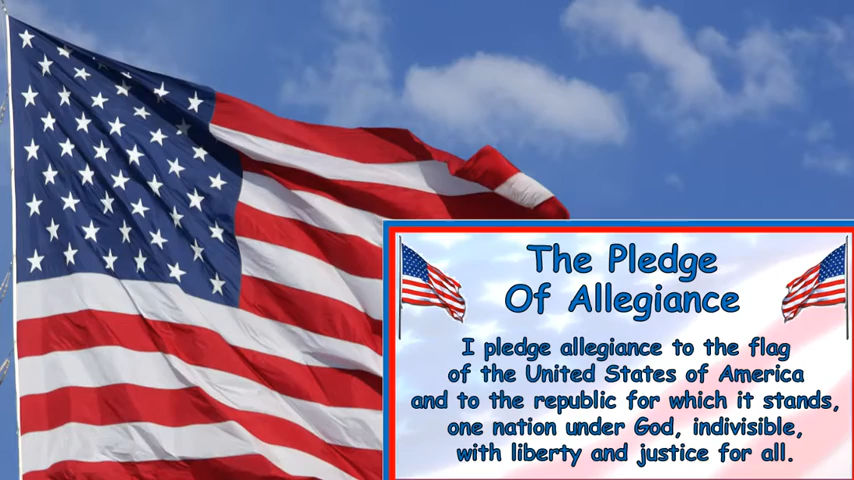 The Pledge
Of Allegiance
I pledge allegiance to the flag
of the United States of America
and to the republic for which it stands,
one nation under God, indivisible,
with liberty and justice for all.